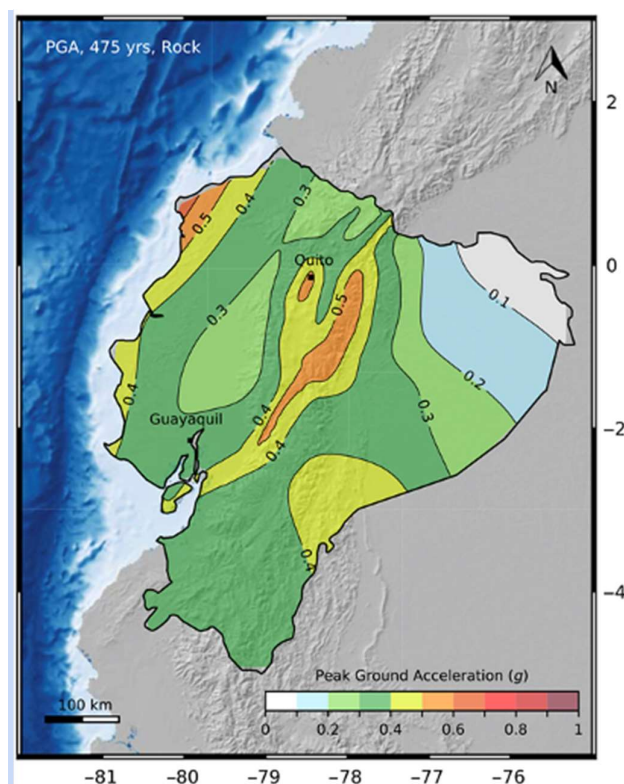 PGA, 475 yrs, Rock
N
2
0.3
0.4
0.5
Quito
0
0.1
0.5
0.3
0.2
0.4
0.3
0.4
Guayaquil
0.4
−2
0.4
−4
Peak Ground Acceleration (g)
100 km
0 0.2 0.4 0.6 0.8 1
−81 −80 −79 −78 −77 −76